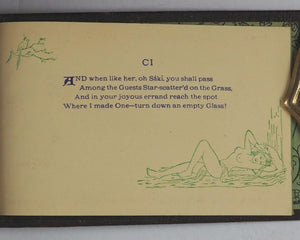 CI
AND when like her, oh Sákí, you shall pass
Among the Guests Star-scatter'd on the Grass,
And in your joyous errand reach the spot
Where I made One—turn down an empty Glass!